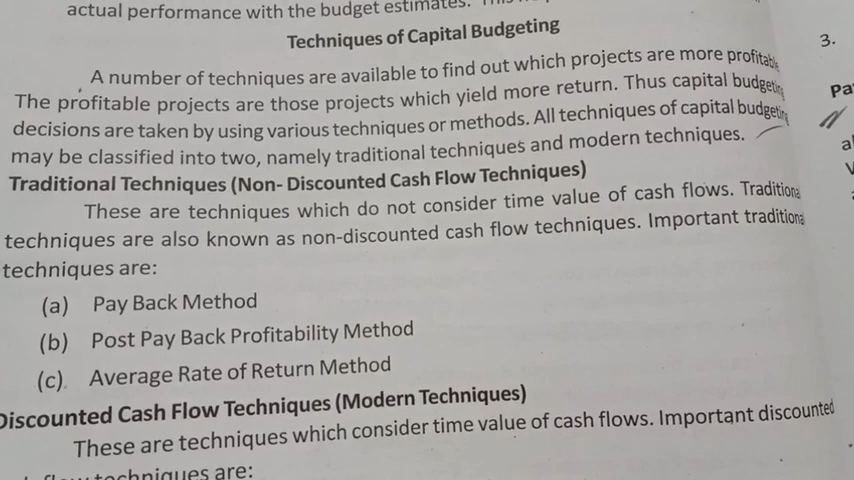 actual performance with the budget estimates.
Techniques of Capital Budgeting
A number of techniques are available to find out which projects are more profitable
The profitable projects are those projects which yield more return. Thus capital budgeting
decisions are taken by using various techniques or methods. All techniques of capital budgeting
may be classified into two, namely traditional techniques and modern techniques.
Traditional Techniques (Non- Discounted Cash Flow Techniques)
These are techniques which do not consider time value of cash flows. Traditional
techniques are also known as non-discounted cash flow techniques. Important traditional
techniques are:
(a) Pay Back Method
(b) Post Pay Back Profitability Method
(c) Average Rate of Return Method
Discounted Cash Flow Techniques (Modern Techniques)
These are techniques which consider time value of cash flows. Important discounted
flow techniques are:
3.
Pa